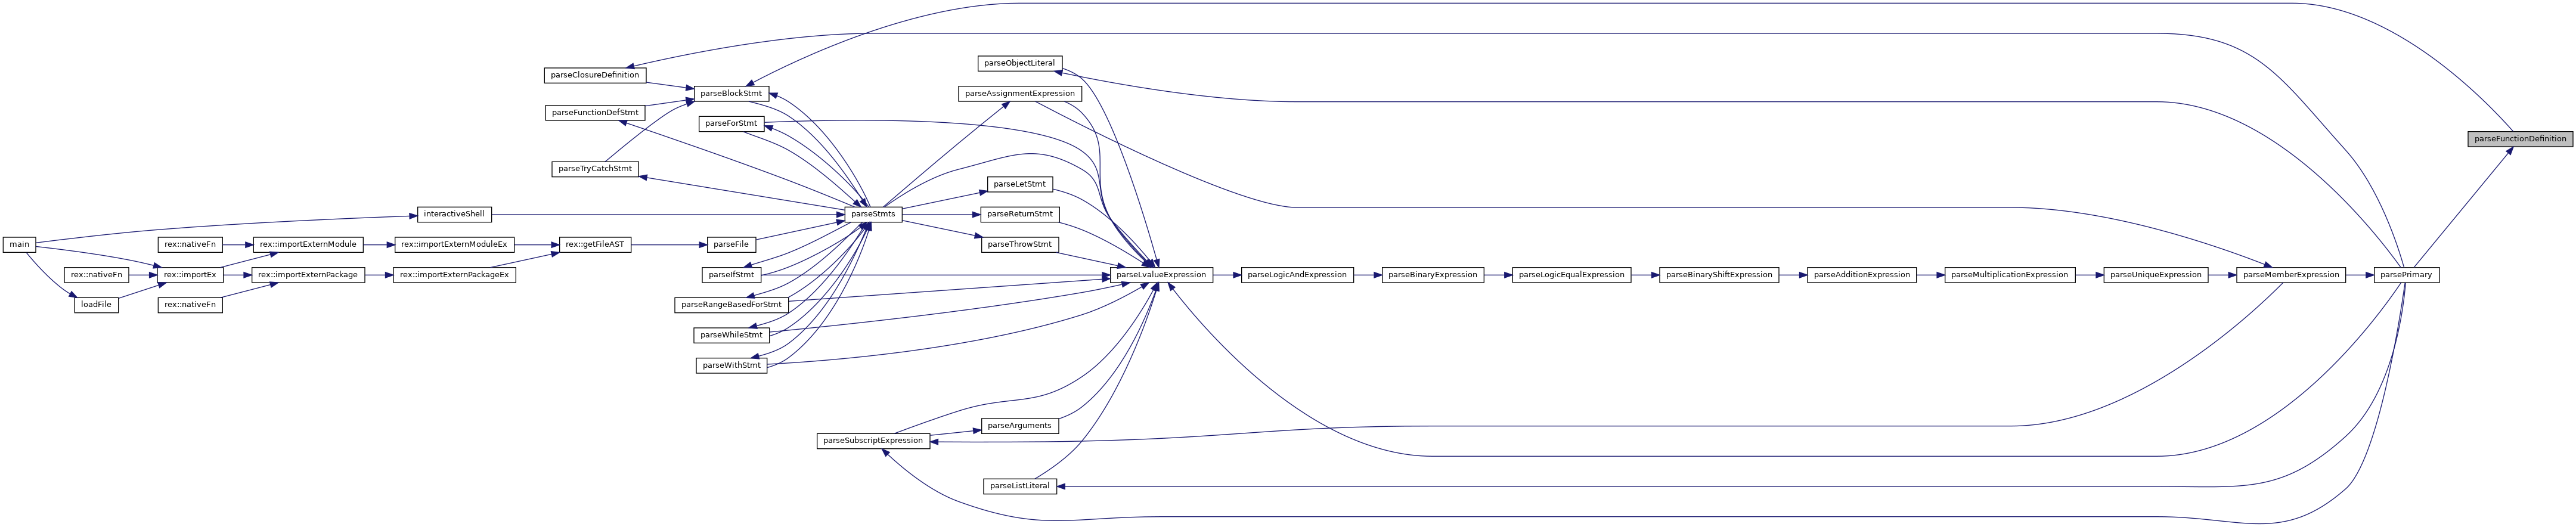 parseObjectLiteral
parseClosureDefinition
parseBlockStmt
parseAssignmentExpression
parseFunctionDefStmt
parseForStmt
parseFunctionDefinition
parseTryCatchStmt
parseLetStmt
interactiveShell
parseStmts
parseReturnStmt
main
rex::nativeFn
rex::importExternModule
rex::importExternModuleEx
rex::getFileAST
parseFile
parseThrowStmt
rex::nativeFn
rex::importEx
rex::importExternPackage
rex::importExternPackageEx
parseIfStmt
parseLvalueExpression
parseLogicAndExpression
parseBinaryExpression
parseLogicEqualExpression
parseBinaryShiftExpression
parseAdditionExpression
parseMultiplicationExpression
parseUniqueExpression
parseMemberExpression
parsePrimary
loadFile
rex::nativeFn
parseRangeBasedForStmt
parseWhileStmt
parseWithStmt
parseArguments
parseSubscriptExpression
parseListLiteral